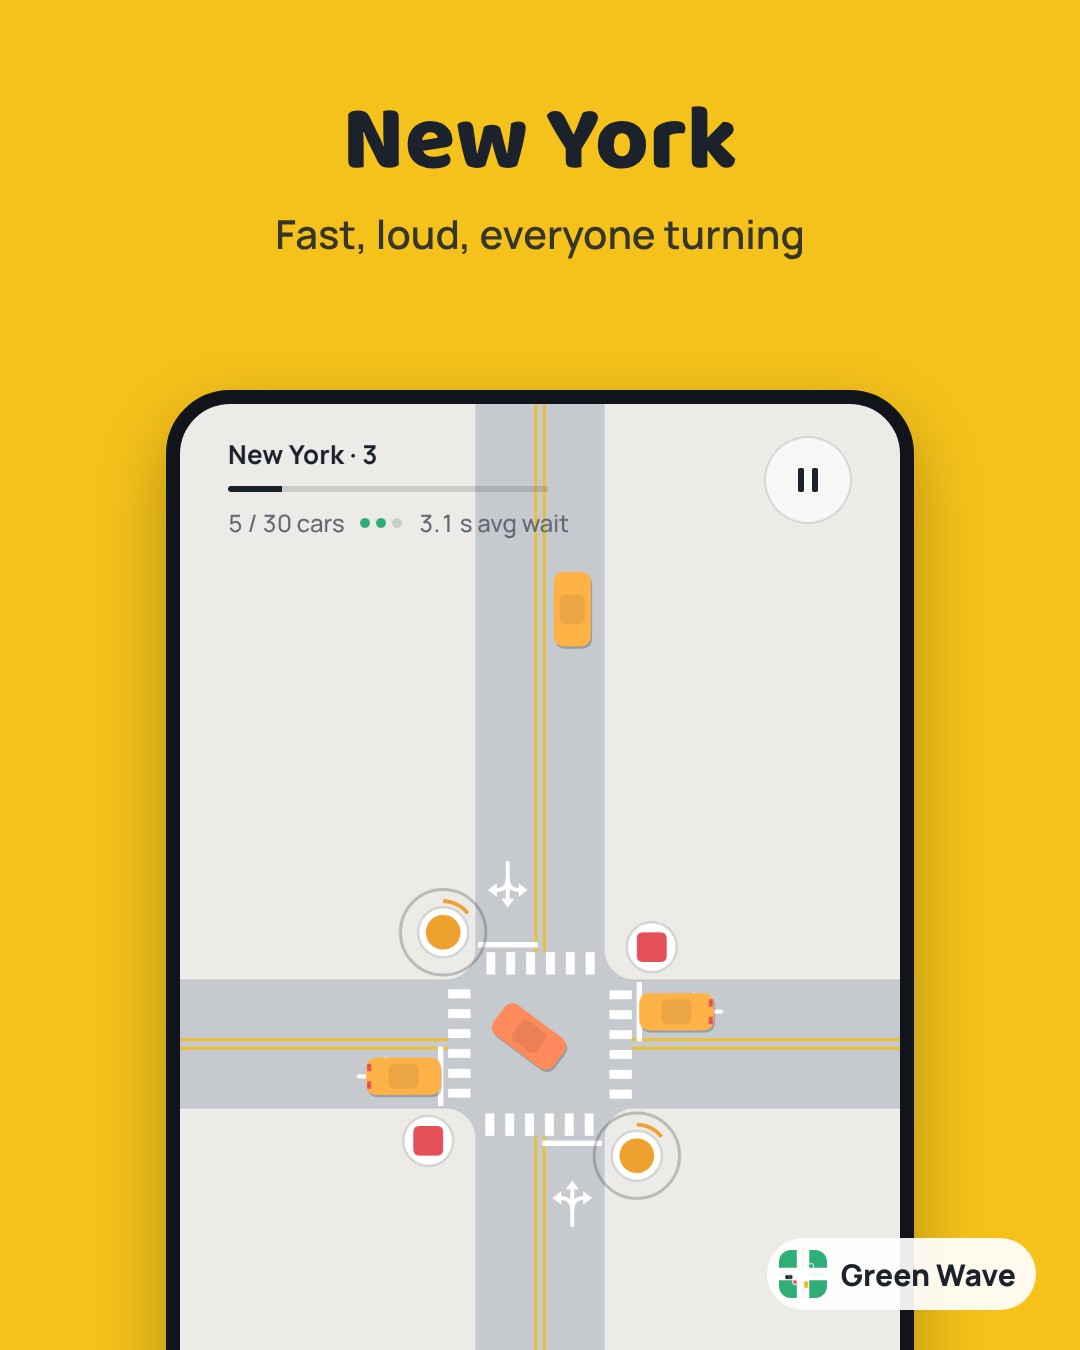 New York
Fast, loud, everyone turning
New York · 3
5 / 30 cars 3.1 s avg wait
Green Wave